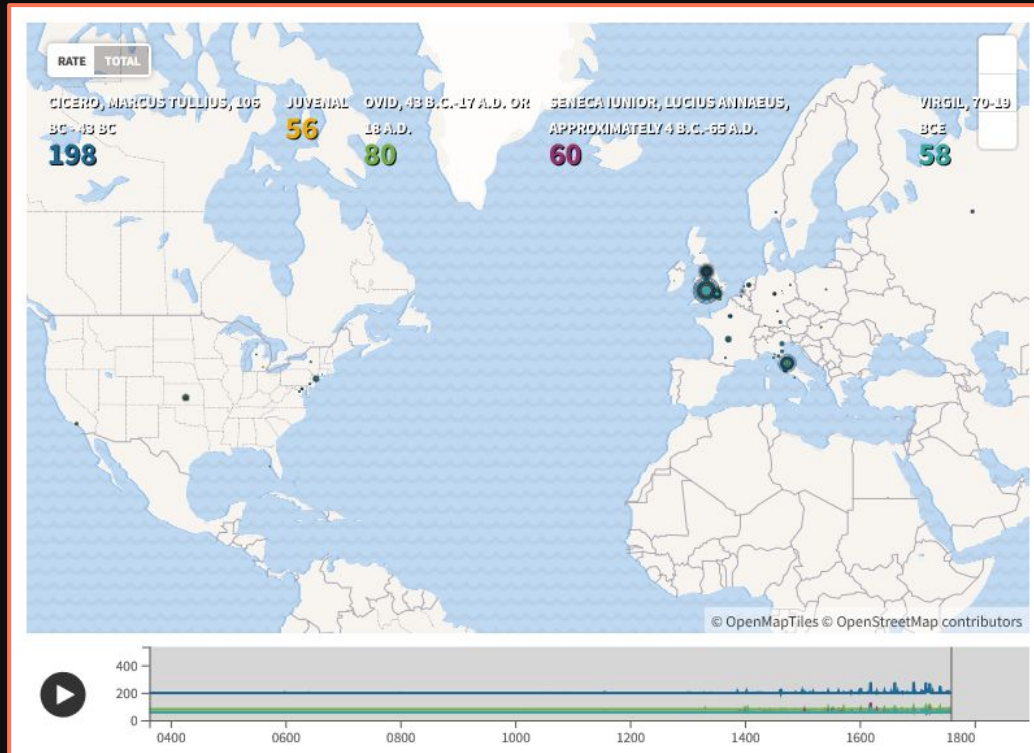 RATE TOTAL
CICERO, MARCUS TULLIUS, 106
BC - 43 BC
198
JUVENAL
56
OVID, 43 B.C.-17 A.D. OR
18 A.D.
80
SENECA IUNIOR, LUCIUS ANNAEUS,
APPROXIMATELY 4 B.C.-65 A.D.
60
VIRGIL, 70-19
BCE
58
© OpenMapTiles © OpenStreetMap contributors
400
200
0
0400 0600 0800 1000 1200 1400 1600 1800